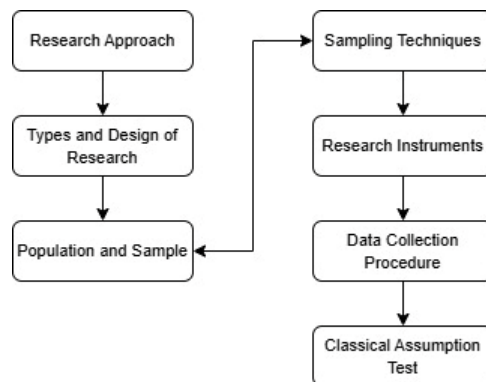 Research Approach
Types and Design of
Research
Population and Sample
Sampling Techniques
Research Instruments
Data Collection
Procedure
Classical Assumption
Test